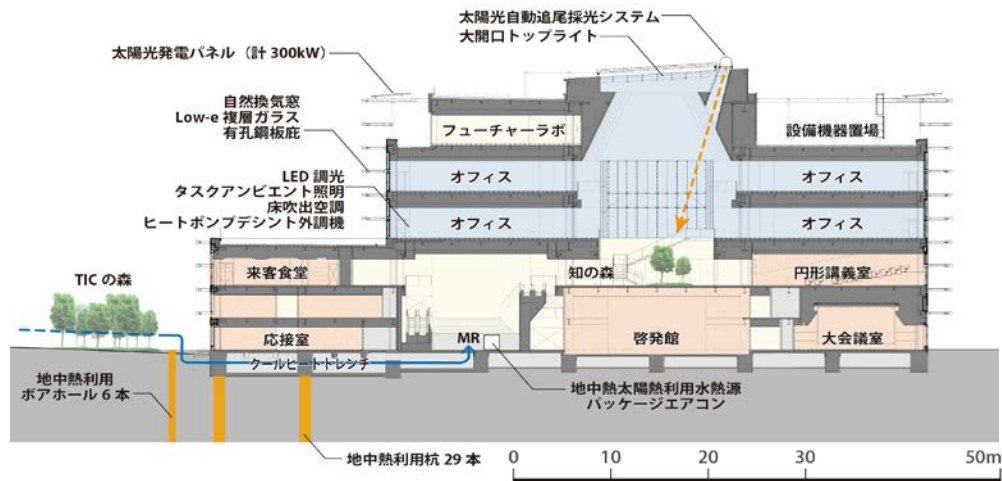 太陽光自動追尾採光システム
大開口トップライト
太陽光発電パネル（計 300kW）
自然換気窓
Low-e 複層ガラス
有孔鋼板庇
フューチャーラボ
設備機器置場
LED 調光
タスクアンビエント照明
床吹出空調
ヒートポンプデシント外調機
オフィス
オフィス
オフィス
オフィス
来客食堂
知の森
円形講義室
TIC の森
応接室
MR
啓発館
大会議室
クールヒートトレンチ
地中熱利用
ボアホール 6 本
地中熱太陽熱利用水熱源
パッケージエアコン
地中熱利用杭 29 本
0 10 20 30 50m